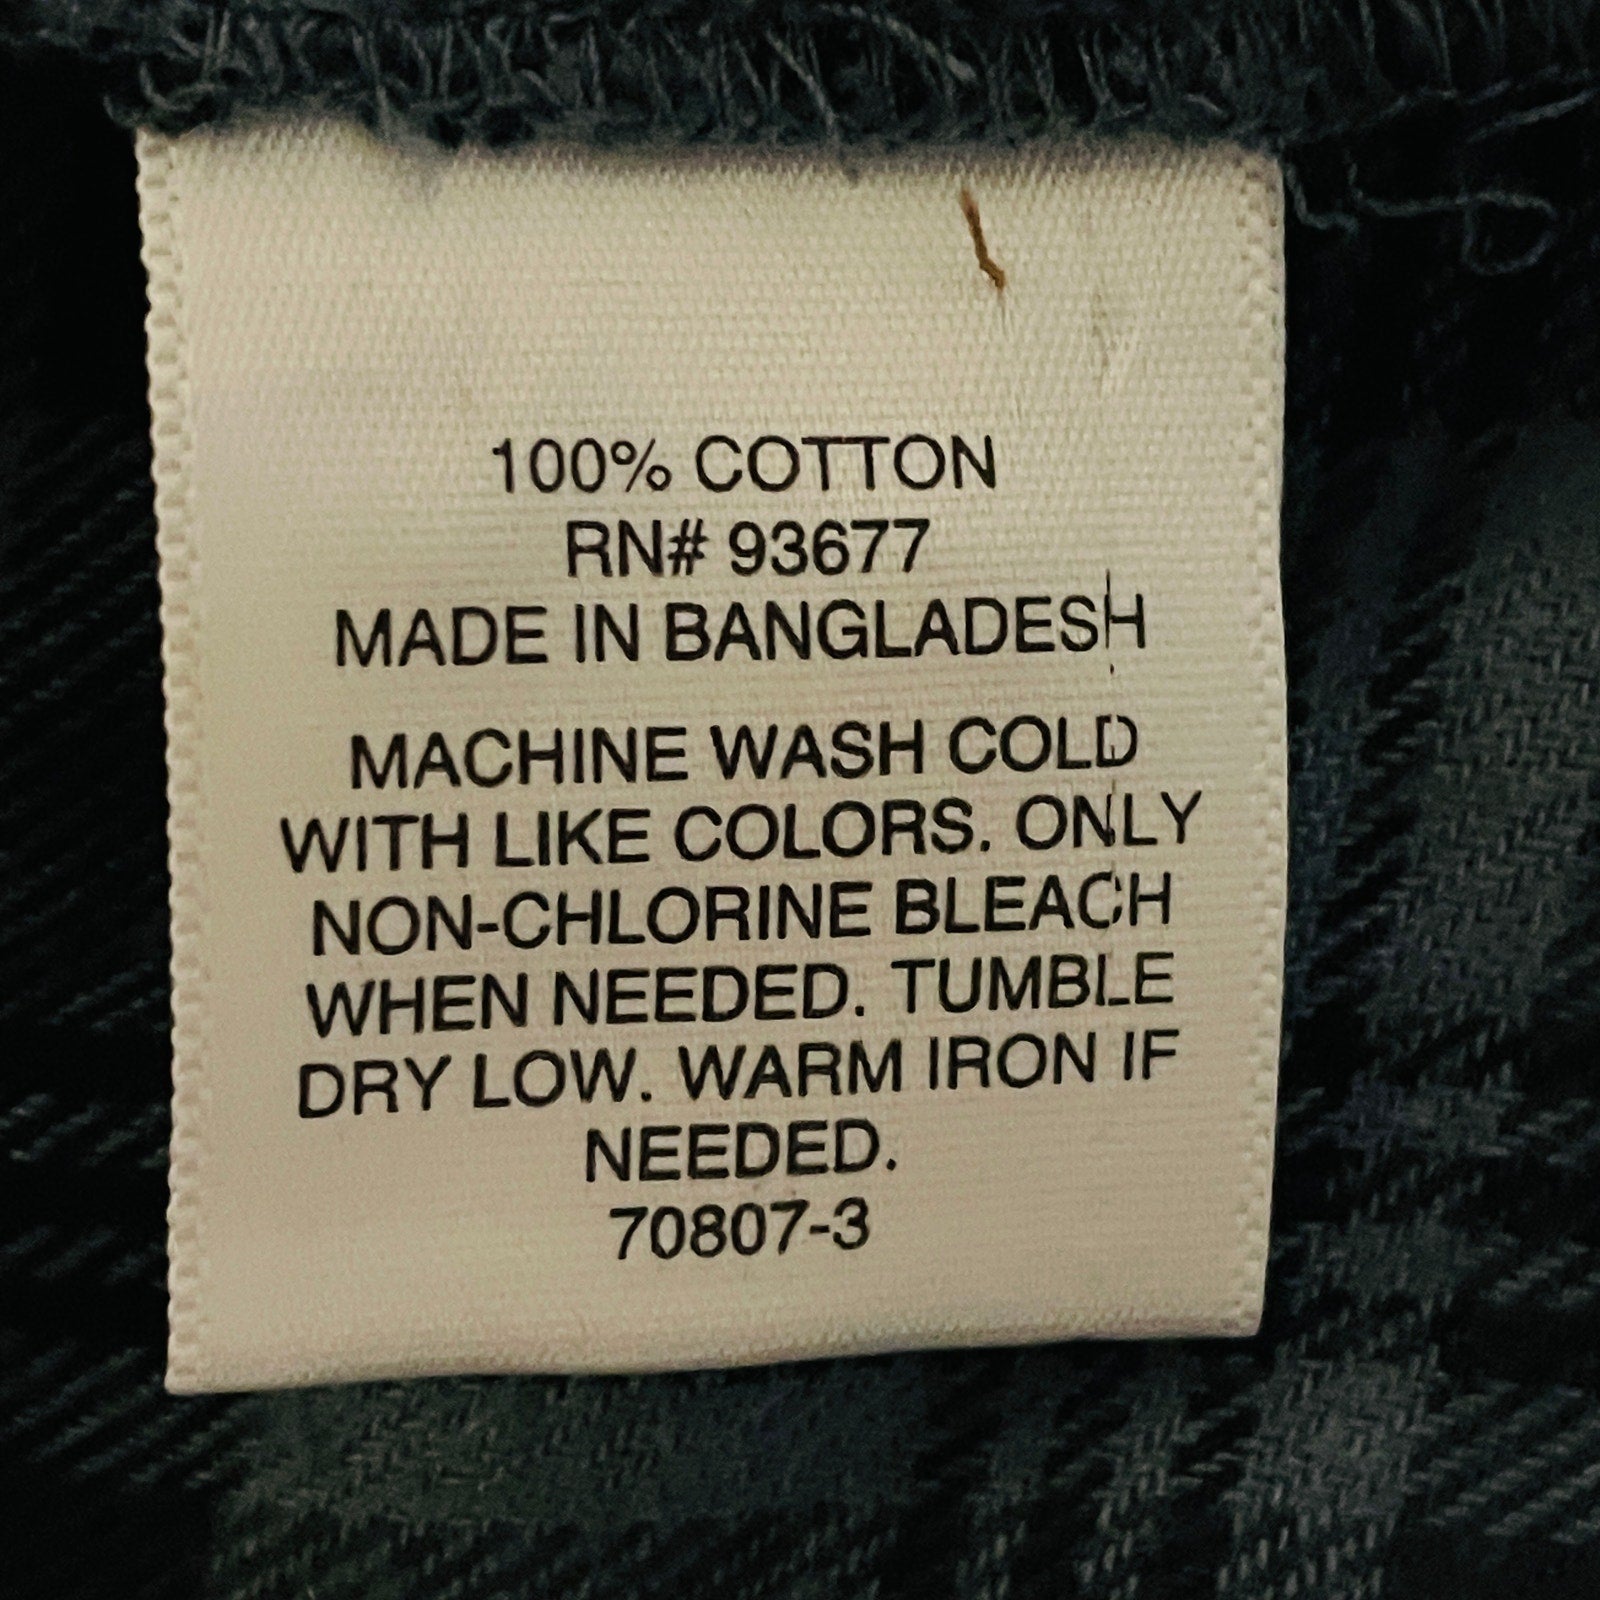 100% COTTON
RN# 93677
MADE IN BANGLADESH
MACHINE WASH COLD
WITH LIKE COLORS. ONLY
NON-CHLORINE BLEACH
WHEN NEEDED. TUMBLE
DRY LOW. WARM IRON IF
NEEDED.
70807-3